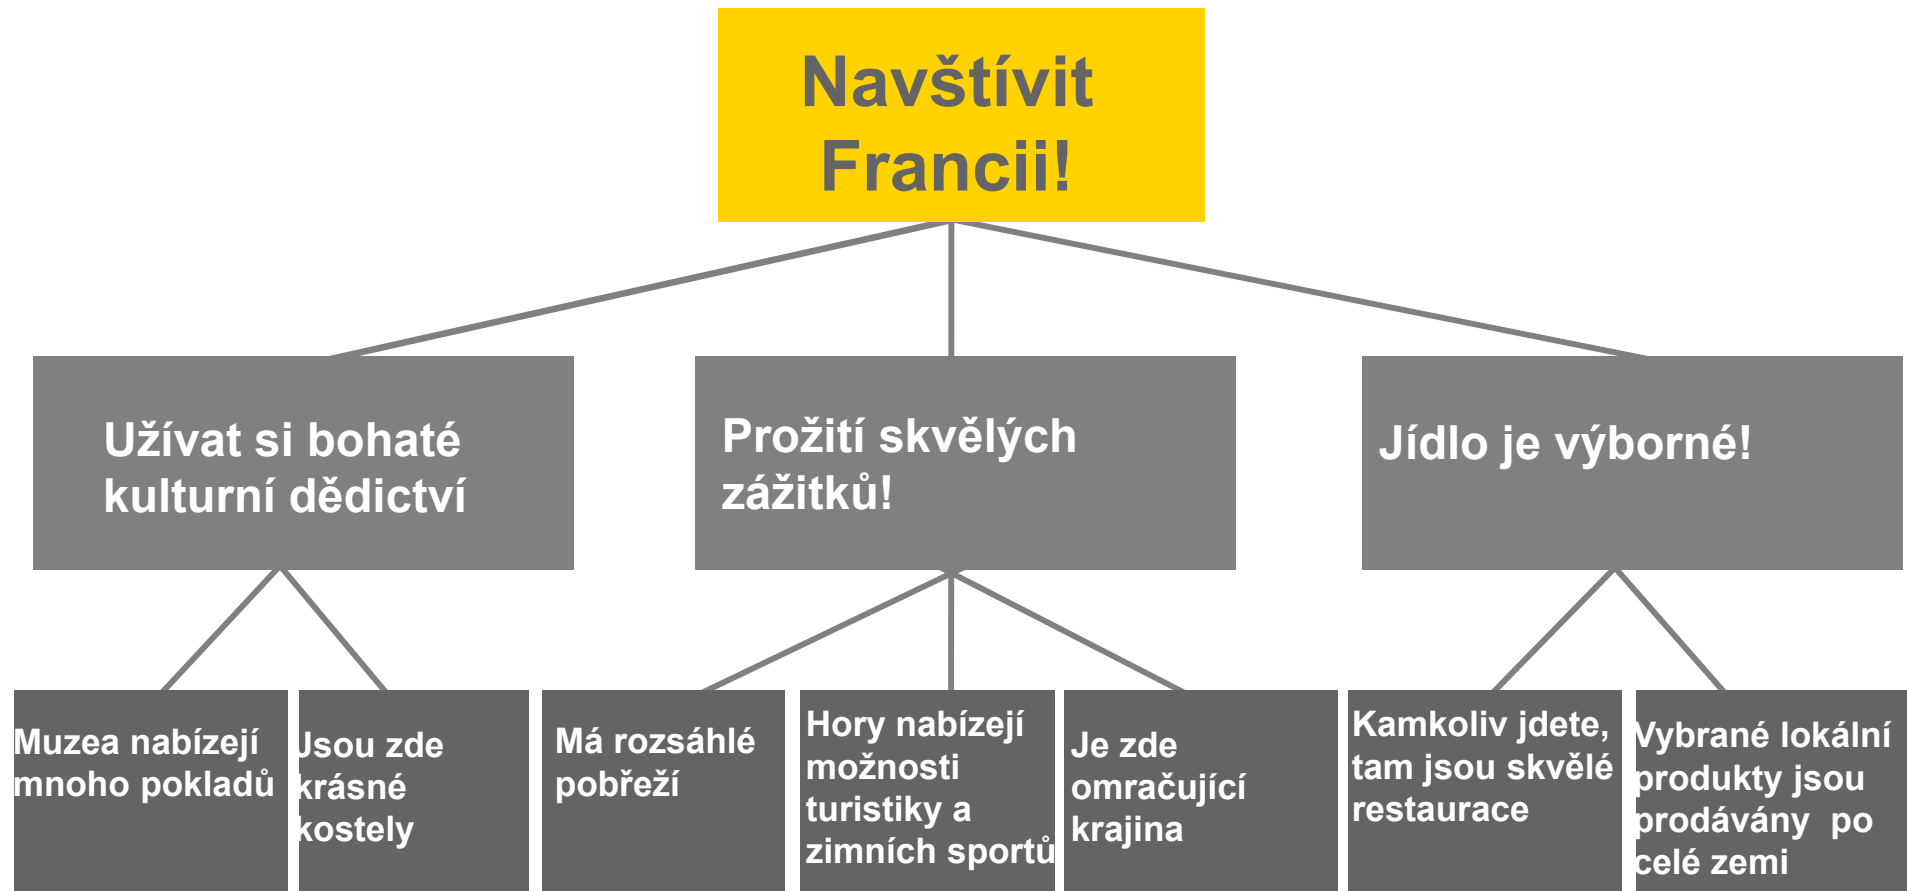 Navštívit
Francii!
Užívat si bohaté
kulturní dědictví
Prožití skvělých
zážitků!
Jídlo je výborné!
Muzea nabízejí
mnoho pokladů
Jsou zde
krásné
kostely
Má rozsáhlé
pobřeží
Hory nabízejí
možnosti
turistiky a
zimních sportů
Je zde
omračující
krajina
Kamkoliv jdete,
tam jsou skvělé
restaurace
Vybrané lokální
produkty jsou
prodávány po
celé zemi